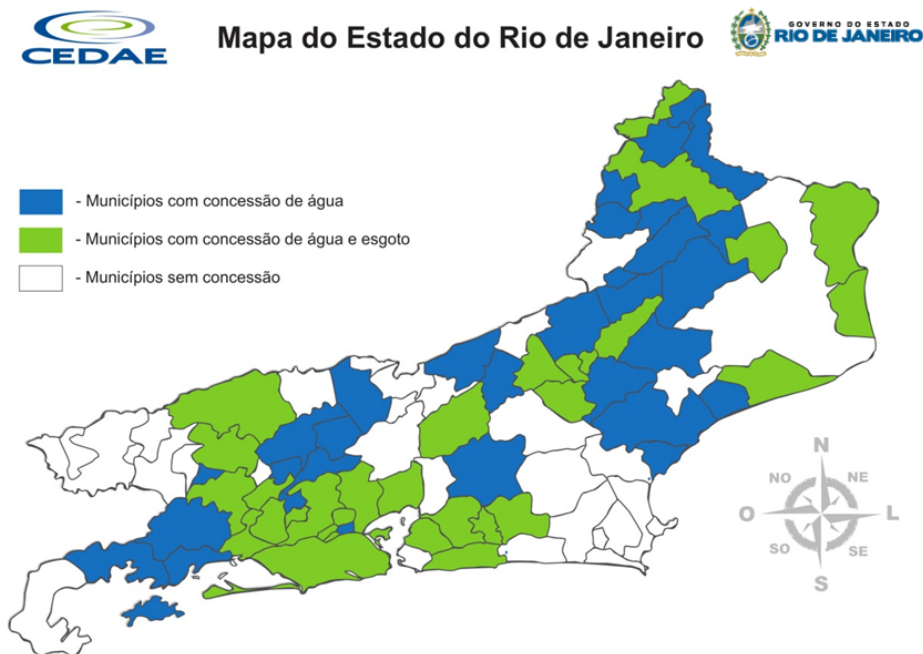 CEDAE
Mapa do Estado do Rio de Janeiro
GOVERNO DO ESTADO
RIO DE JANEIRO
- Municípios com concessão de água
- Municípios com concessão de água e esgoto
- Municípios sem concessão
N
NO
NE
O
L
SO
SE
S